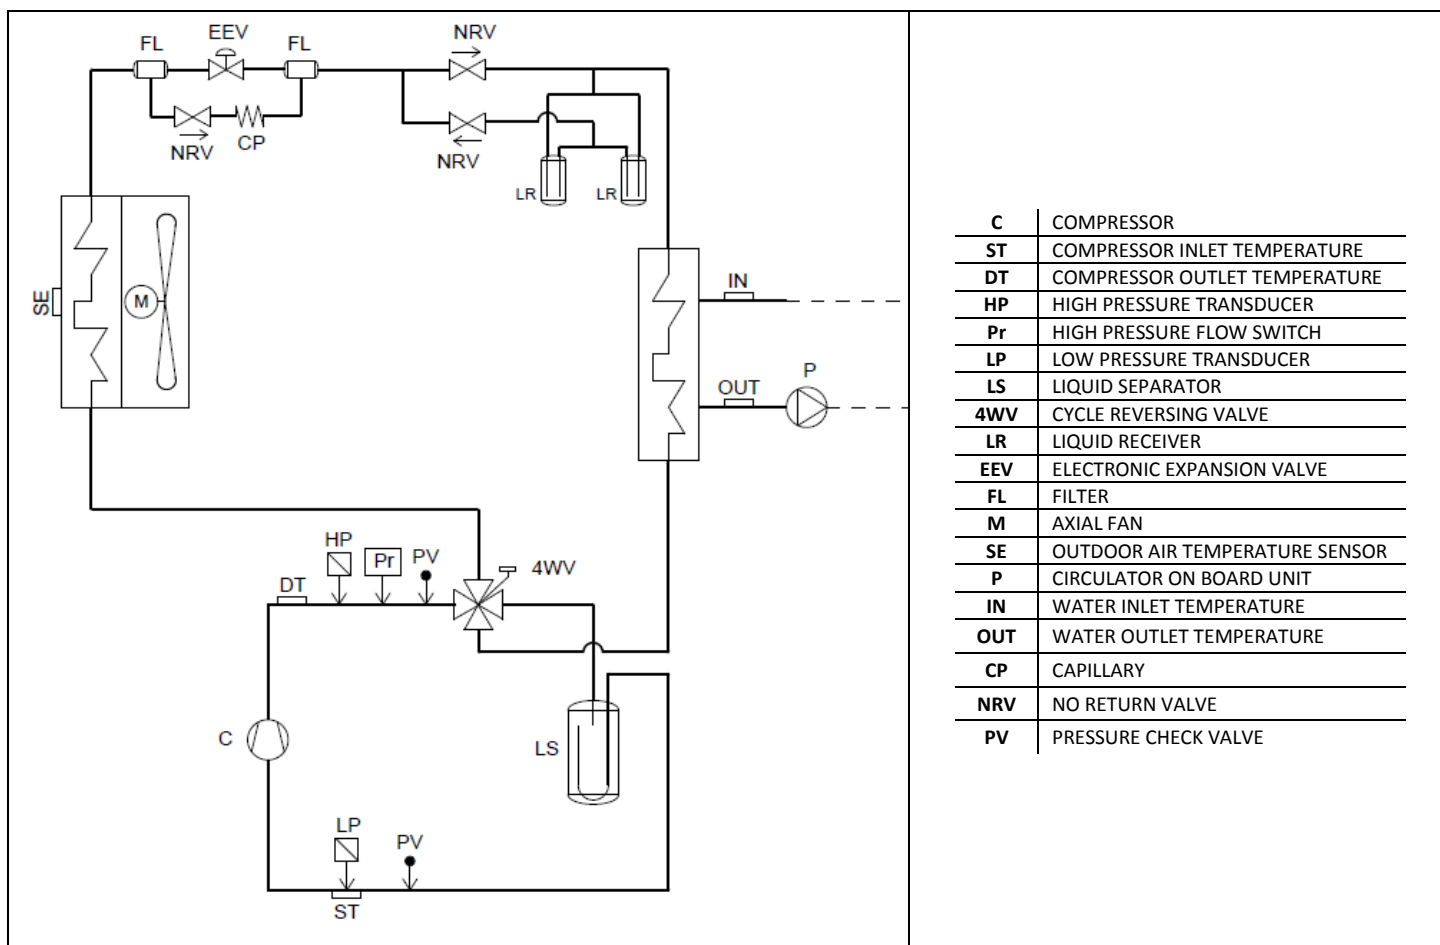 EEV
FL
FL
NRV
NRV
CP
NRV
LR
LR
SE
M
IN
OUT
P
HP
Pr
PV
4WV
DT
C
LS
LP
PV
ST
C COMPRESSOR
ST COMPRESSOR INLET TEMPERATURE
DT COMPRESSOR OUTLET TEMPERATURE
HP HIGH PRESSURE TRANSDUCER
Pr HIGH PRESSURE FLOW SWITCH
LP LOW PRESSURE TRANSDUCER
LS LIQUID SEPARATOR
4WV CYCLE REVERSING VALVE
LR LIQUID RECEIVER
EEV ELECTRONIC EXPANSION VALVE
FL FILTER
M AXIAL FAN
SE OUTDOOR AIR TEMPERATURE SENSOR
P CIRCULATOR ON BOARD UNIT
IN WATER INLET TEMPERATURE
OUT WATER OUTLET TEMPERATURE
CP CAPILLARY
NRV NO RETURN VALVE
PV PRESSURE CHECK VALVE